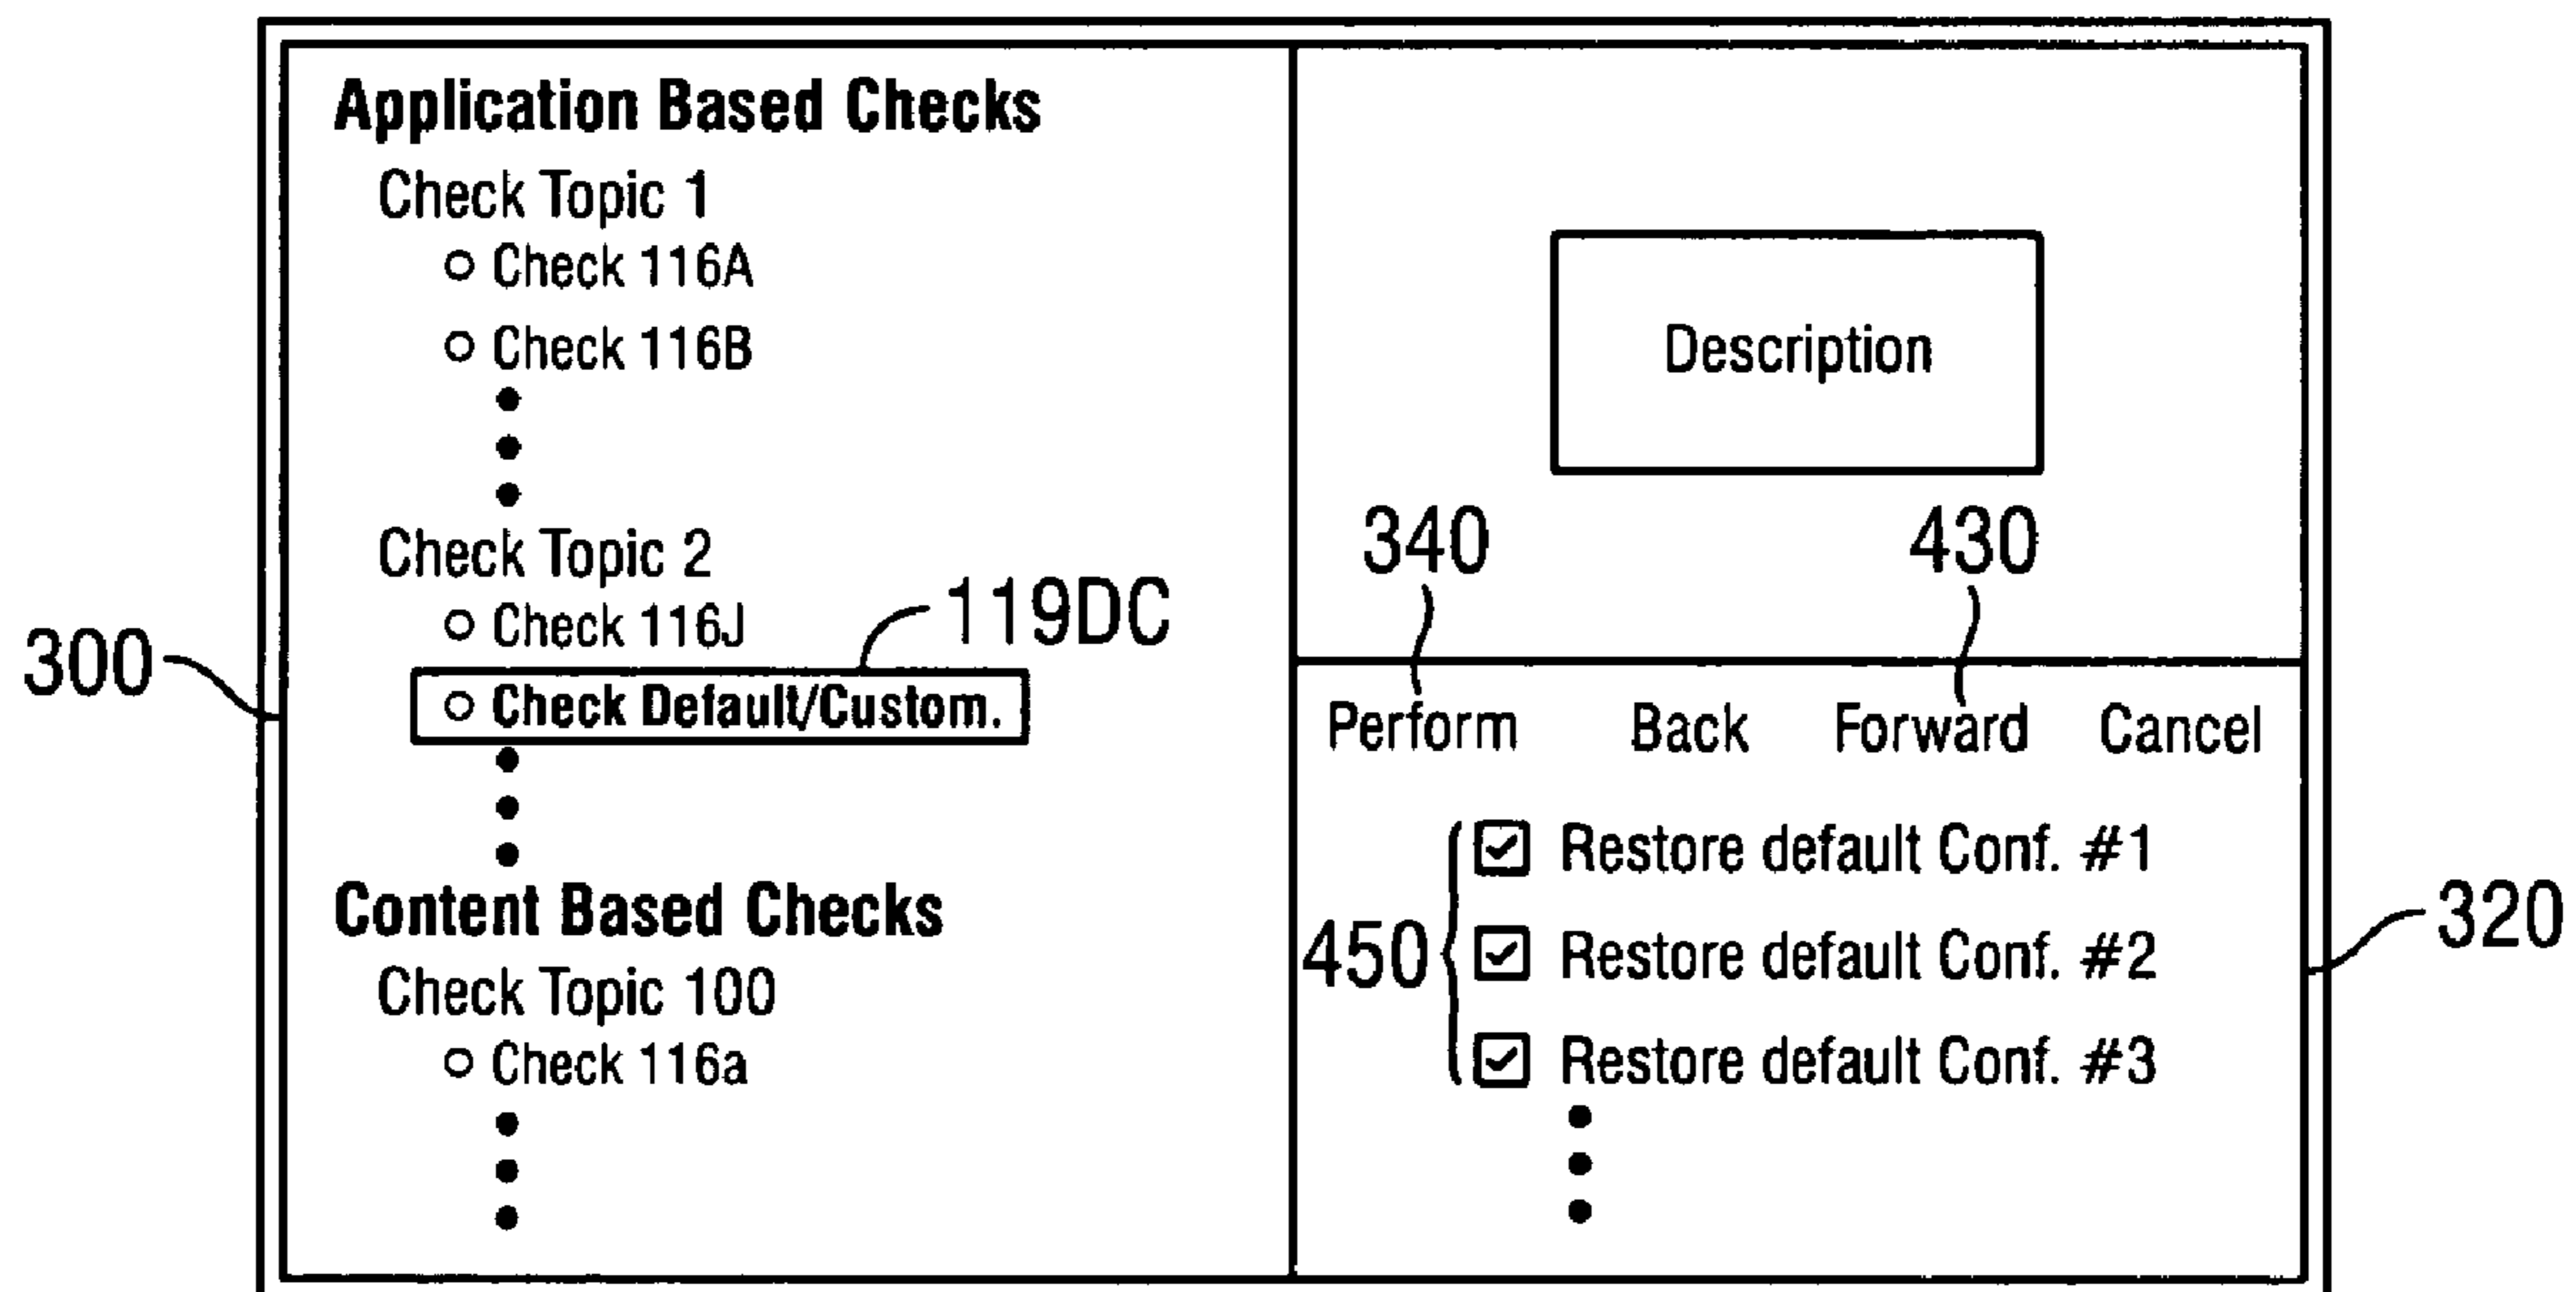 Application Based Checks
Check Topic 1
Check 116A
Check 116B
Check Topic 2
Check 116J
119DC
300
Check Default/Custom.
Content Based Checks
Check Topic 100
Check 116a
Description
340 430
Perform Back Forward Cancel
450
Restore default Conf. #1
Restore default Conf. #2
Restore default Conf. #3
320